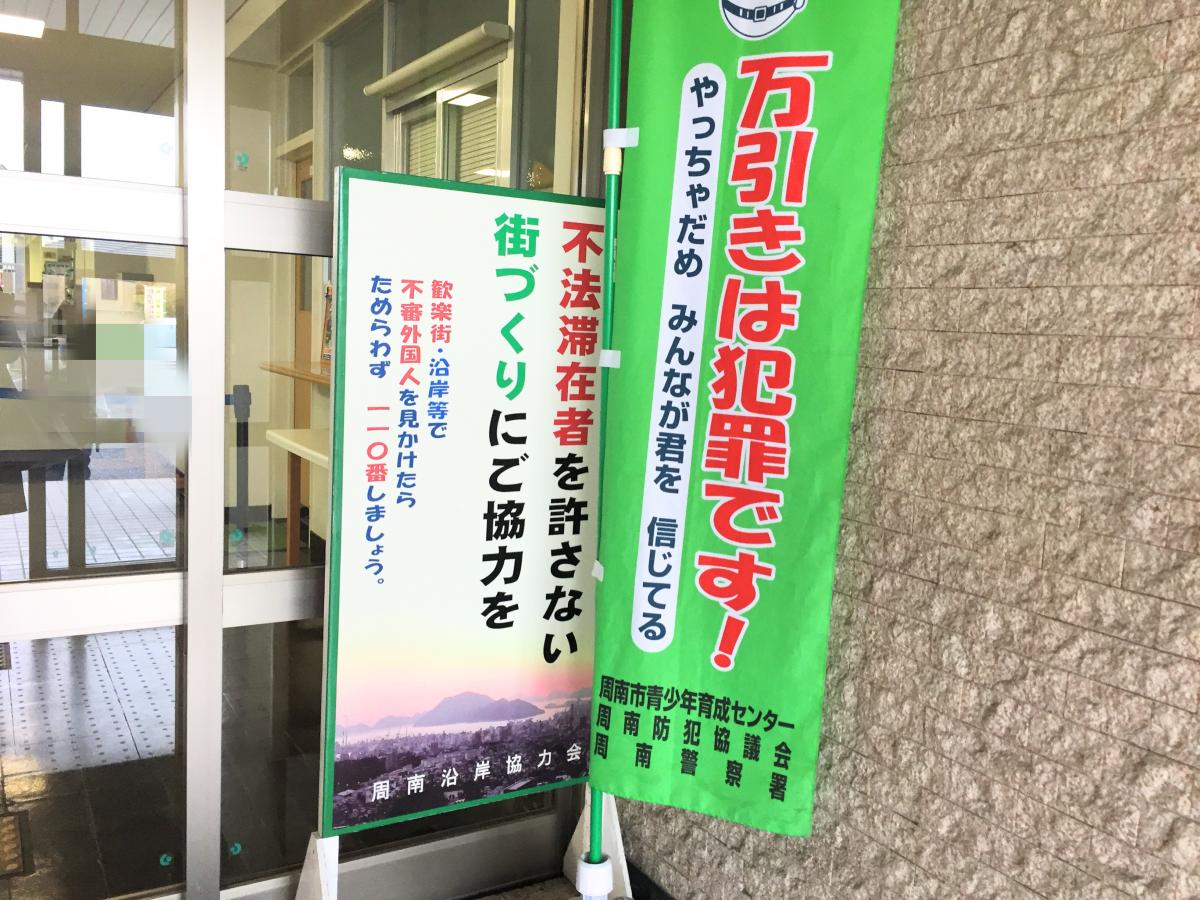 万引きは犯罪です!
やっちゃだめ みんなが君を 信じてる
周南市青少年育成センター
周南防犯協議会
周南警察署
不法滞在者を許さない
街づくりにご協力を
歓楽街・沿岸等で
不審外国人を見かけたら
ためらわず 一一〇番しましょう。
周南沿岸協力会